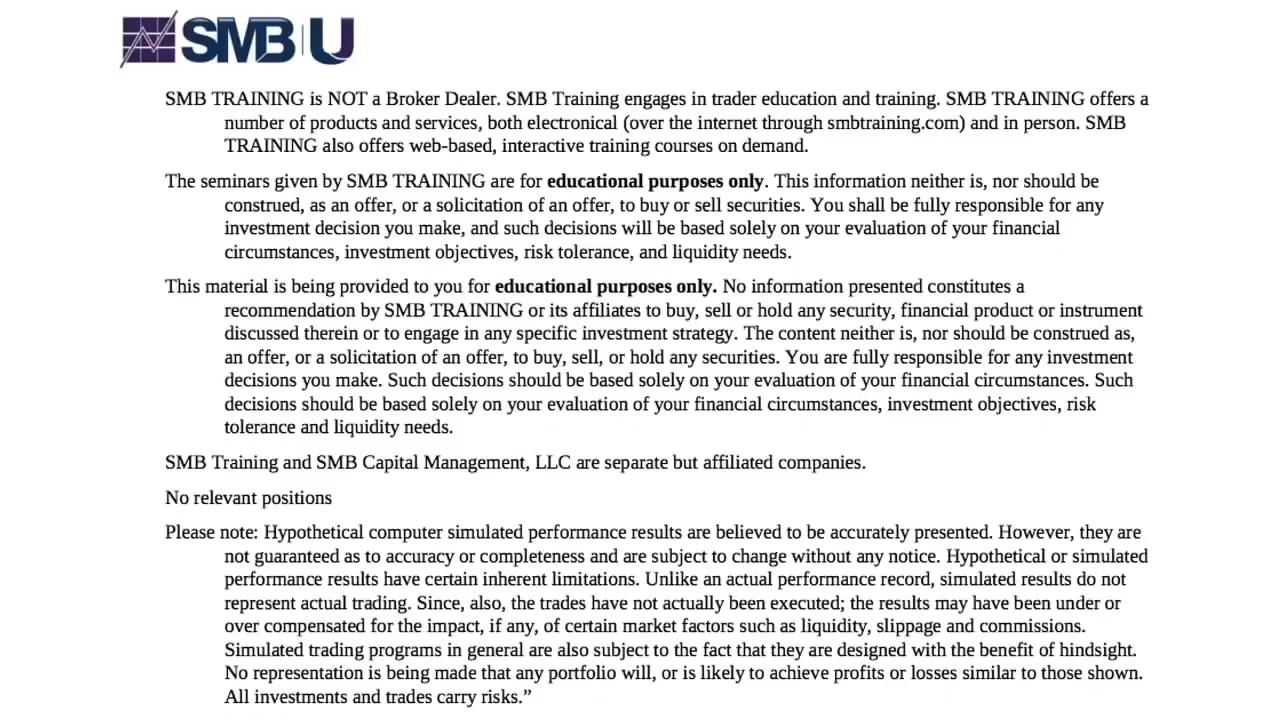 SMB U
SMB TRAINING is NOT a Broker Dealer. SMB Training engages in trader education and training. SMB TRAINING offers a
number of products and services, both electronical (over the internet through smbtraining.com) and in person. SMB
TRAINING also offers web-based, interactive training courses on demand.
The seminars given by SMB TRAINING are for educational purposes only. This information neither is, nor should be
construed, as an offer, or a solicitation of an offer, to buy or sell securities. You shall be fully responsible for any
investment decision you make, and such decisions will be based solely on your evaluation of your financial
circumstances, investment objectives, risk tolerance, and liquidity needs.
This material is being provided to you for educational purposes only. No information presented constitutes a
recommendation by SMB TRAINING or its affiliates to buy, sell or hold any security, financial product or instrument
discussed therein or to engage in any specific investment strategy. The content neither is, nor should be construed as,
an offer, or a solicitation of an offer, to buy, sell, or hold any securities. You are fully responsible for any investment
decisions you make. Such decisions should be based solely on your evaluation of your financial circumstances. Such
decisions should be based solely on your evaluation of your financial circumstances, investment objectives, risk
tolerance and liquidity needs.
SMB Training and SMB Capital Management, LLC are separate but affiliated companies.
No relevant positions
Please note: Hypothetical computer simulated performance results are believed to be accurately presented. However, they are
not guaranteed as to accuracy or completeness and are subject to change without any notice. Hypothetical or simulated
performance results have certain inherent limitations. Unlike an actual performance record, simulated results do not
represent actual trading. Since, also, the trades have not actually been executed; the results may have been under or
over compensated for the impact, if any, of certain market factors such as liquidity, slippage and commissions.
Simulated trading programs in general are also subject to the fact that they are designed with the benefit of hindsight.
No representation is being made that any portfolio will, or is likely to achieve profits or losses similar to those shown.
All investments and trades carry risks.”